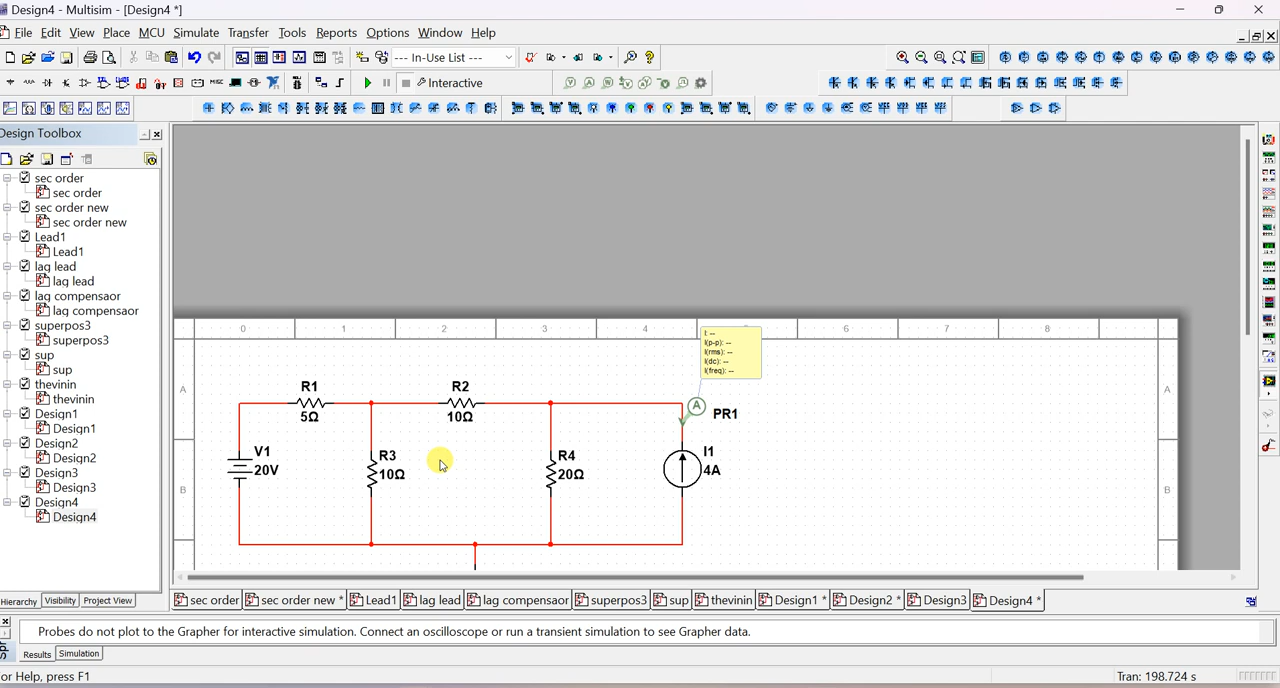 Design4 - Multisim - [Design4 *]
File Edit View Place MCU Simulate Transfer Tools Reports Options Window Help
--- In-Use List ---
Interactive
Design Toolbox
sec order
sec order
sec order new
sec order new
Lead1
Lead1
lag lead
lag lead
lag compensaor
lag compensaor
superpos3
superpos3
sup
sup
thevinin
thevinin
Design1
Design1
Design2
Design2
Design3
Design3
Design4
Design4
Hierarchy Visibility Project View
0 1 2 3 4 6 7 8
A A
B B
I: --
I(p-p): --
I(rms): --
I(dc): --
I(freq): --
A
PR1
R1
5Ω
R2
10Ω
V1
20V
R3
10Ω
R4
20Ω
I1
4A
sec order sec order new * Lead1 lag lead lag compensaor superpos3 sup thevinin Design1 * Design2 * Design3 Design4 *
Probes do not plot to the Grapher for interactive simulation. Connect an oscilloscope or run a transient simulation to see Grapher data.
Results Simulation
or Help, press F1
Tran: 198.724 s